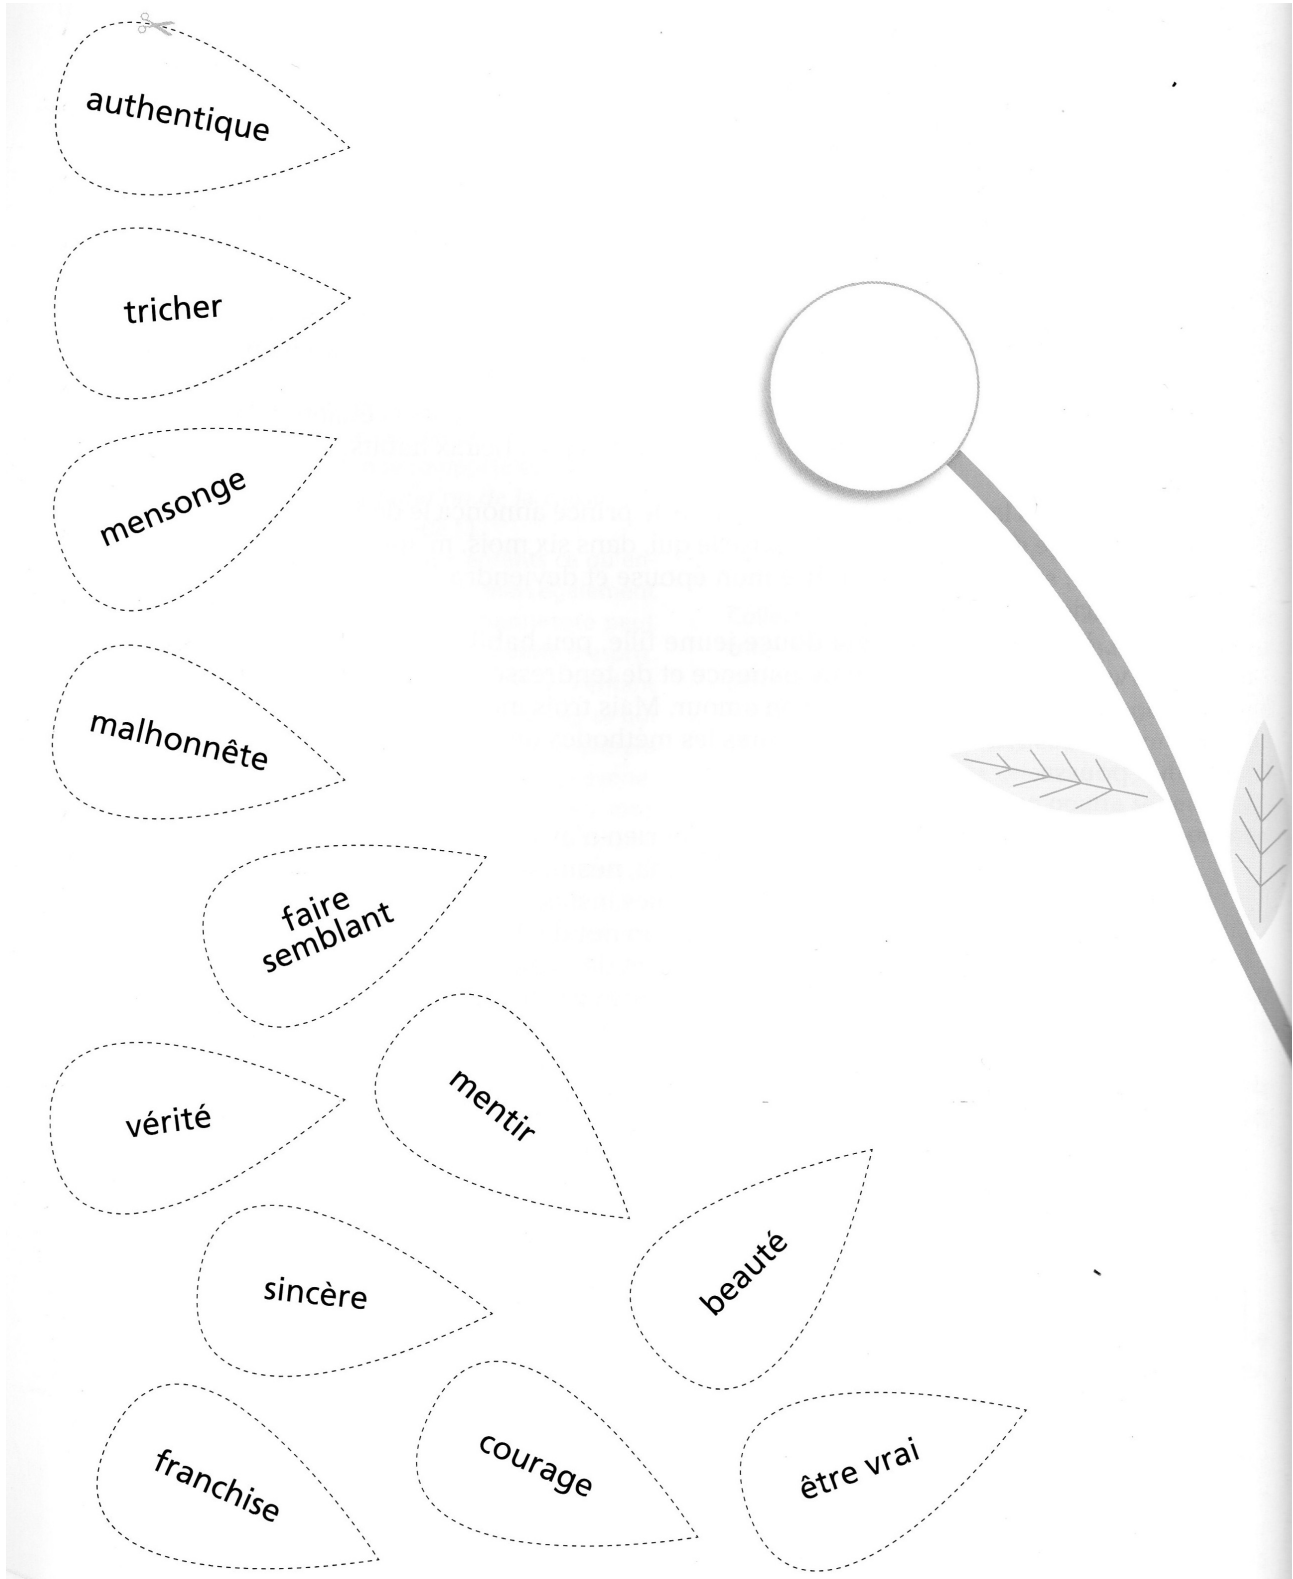 authentique
tricher
mensonge
malhonnête
faire
semblant
mentir
vérité
beauté
sincère
franchise
courage
être vrai